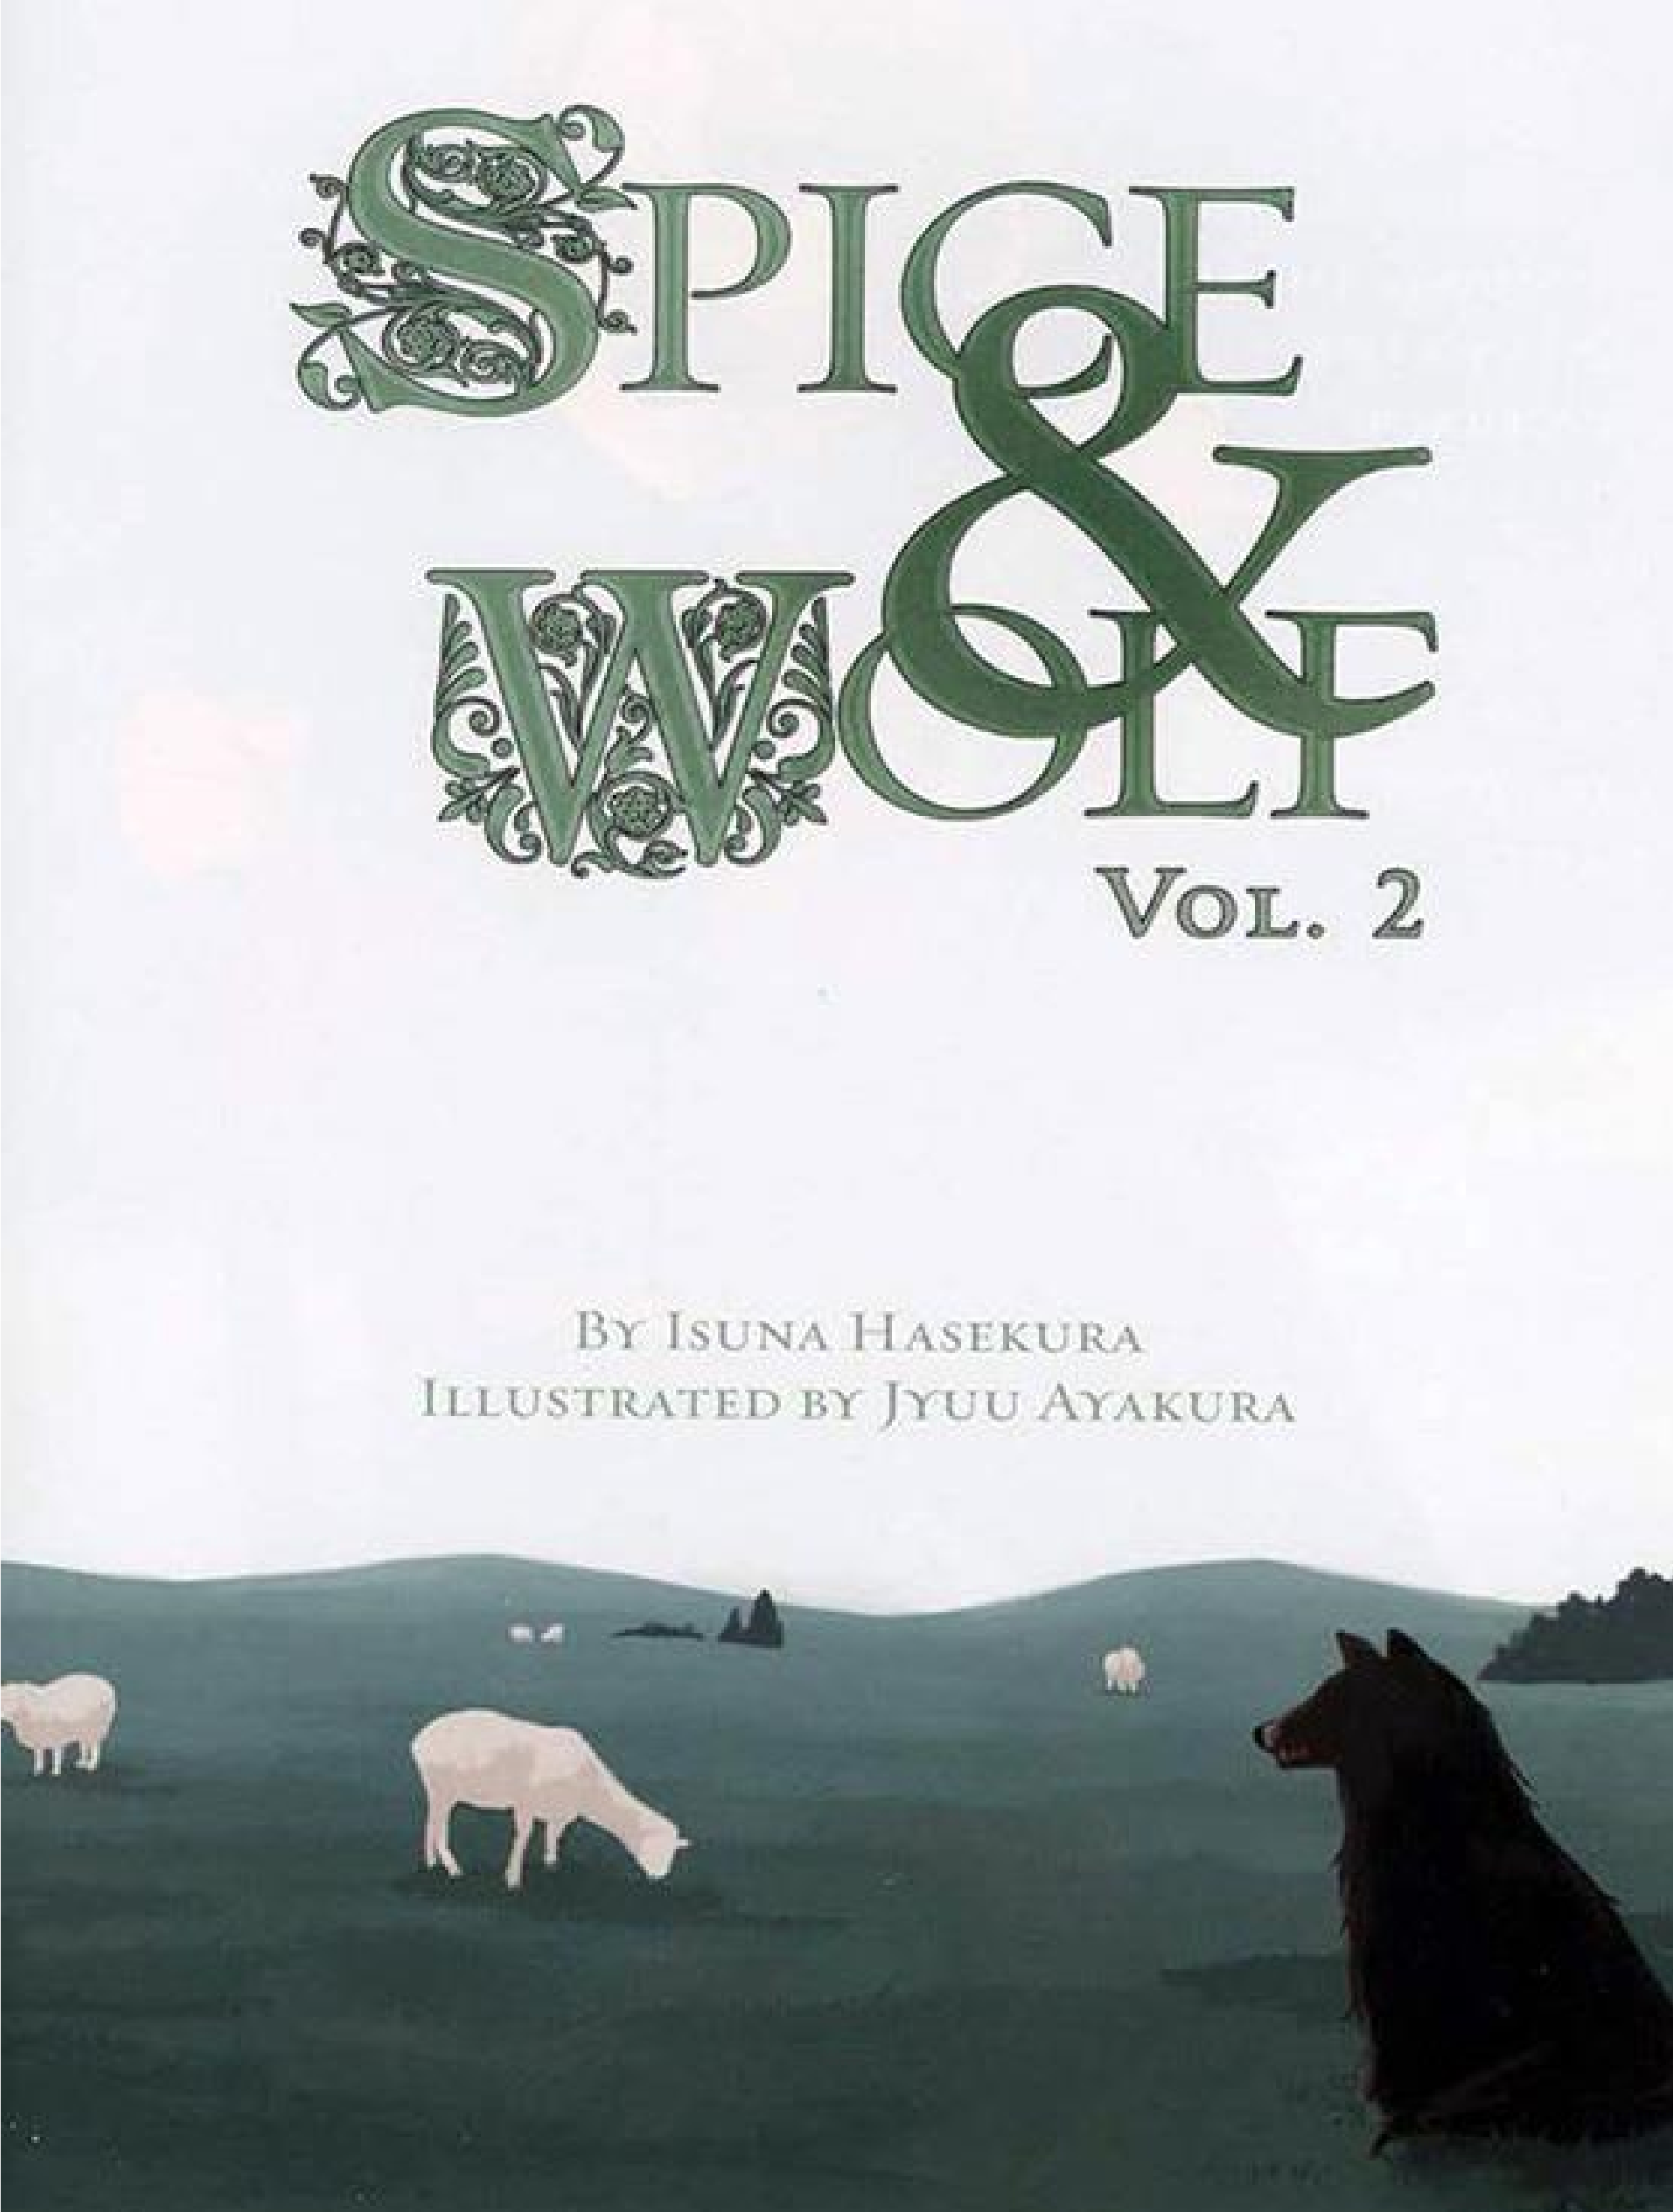 SPICE
&
WOLF
VOL. 2
BY ISUNA HASEKURA
ILLUSTRATED BY JYUU AYAKURA